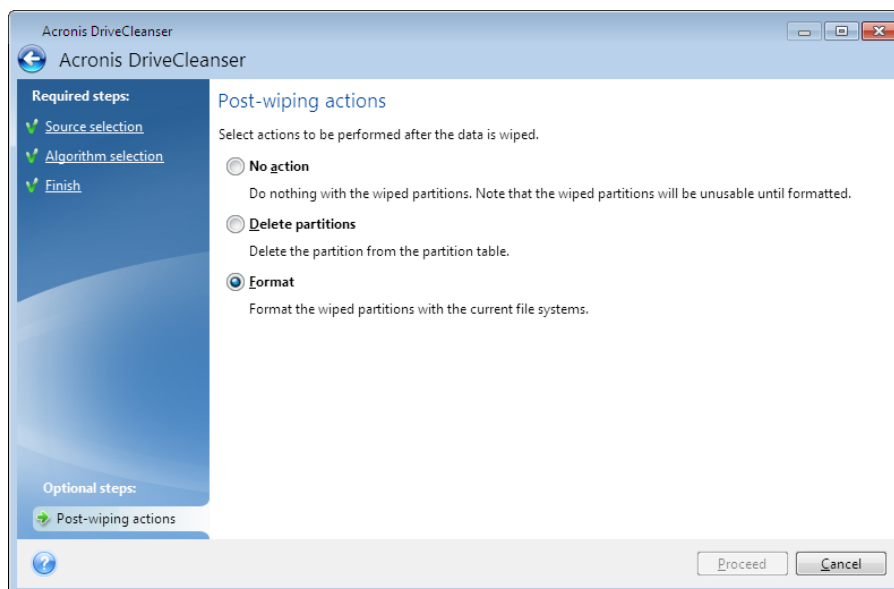 Acronis DriveCleanser
Acronis DriveCleanser
Required steps:
Source selection
Algorithm selection
Finish
Post-wiping actions
Select actions to be performed after the data is wiped.
No action
Do nothing with the wiped partitions. Note that the wiped partitions will be unusable until formatted.
Delete partitions
Delete the partition from the partition table.
Format
Format the wiped partitions with the current file systems.
Optional steps:
Post-wiping actions
?
Proceed
Cancel